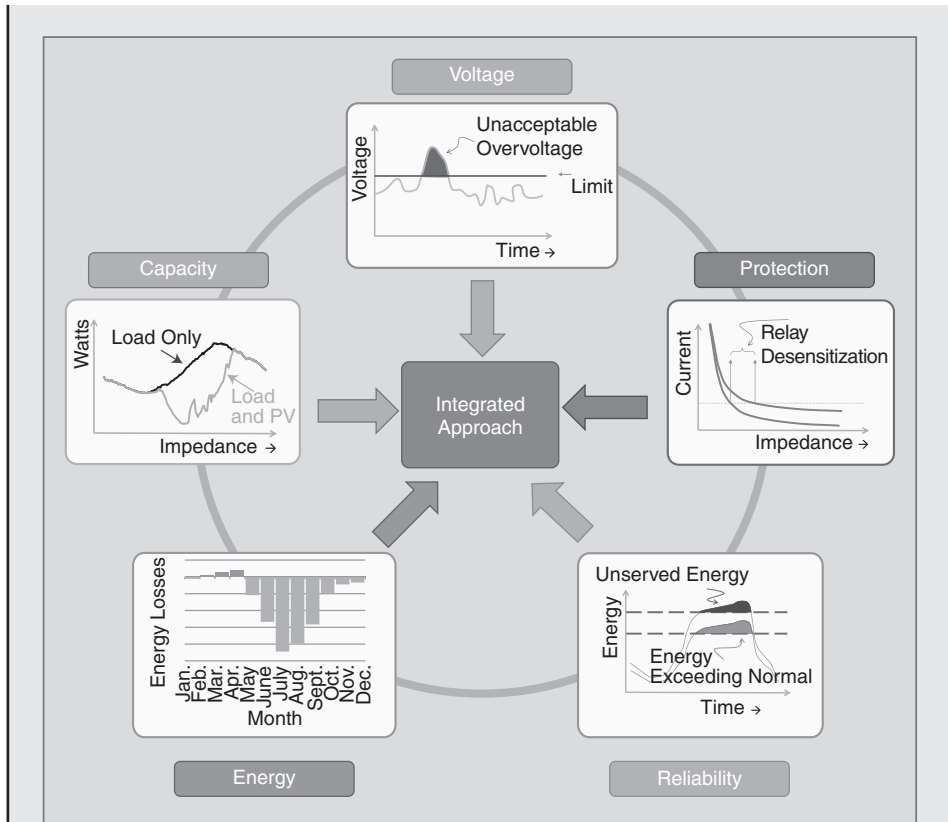 Voltage
Unacceptable
Overvoltage
Voltage
Limit
Time
Capacity
Watts
Load Only
Load
and PV
Impedance
Protection
Current
Relay
Desensitization
Impedance
Integrated
Approach
Energy Losses
Jan.
Feb.
Mar.
Apr.
May
June
July
Aug.
Sept.
Oct.
Nov.
Dec.
Month
Energy
Unserved Energy
Energy
Energy
Exceeding Normal
Time
Reliability